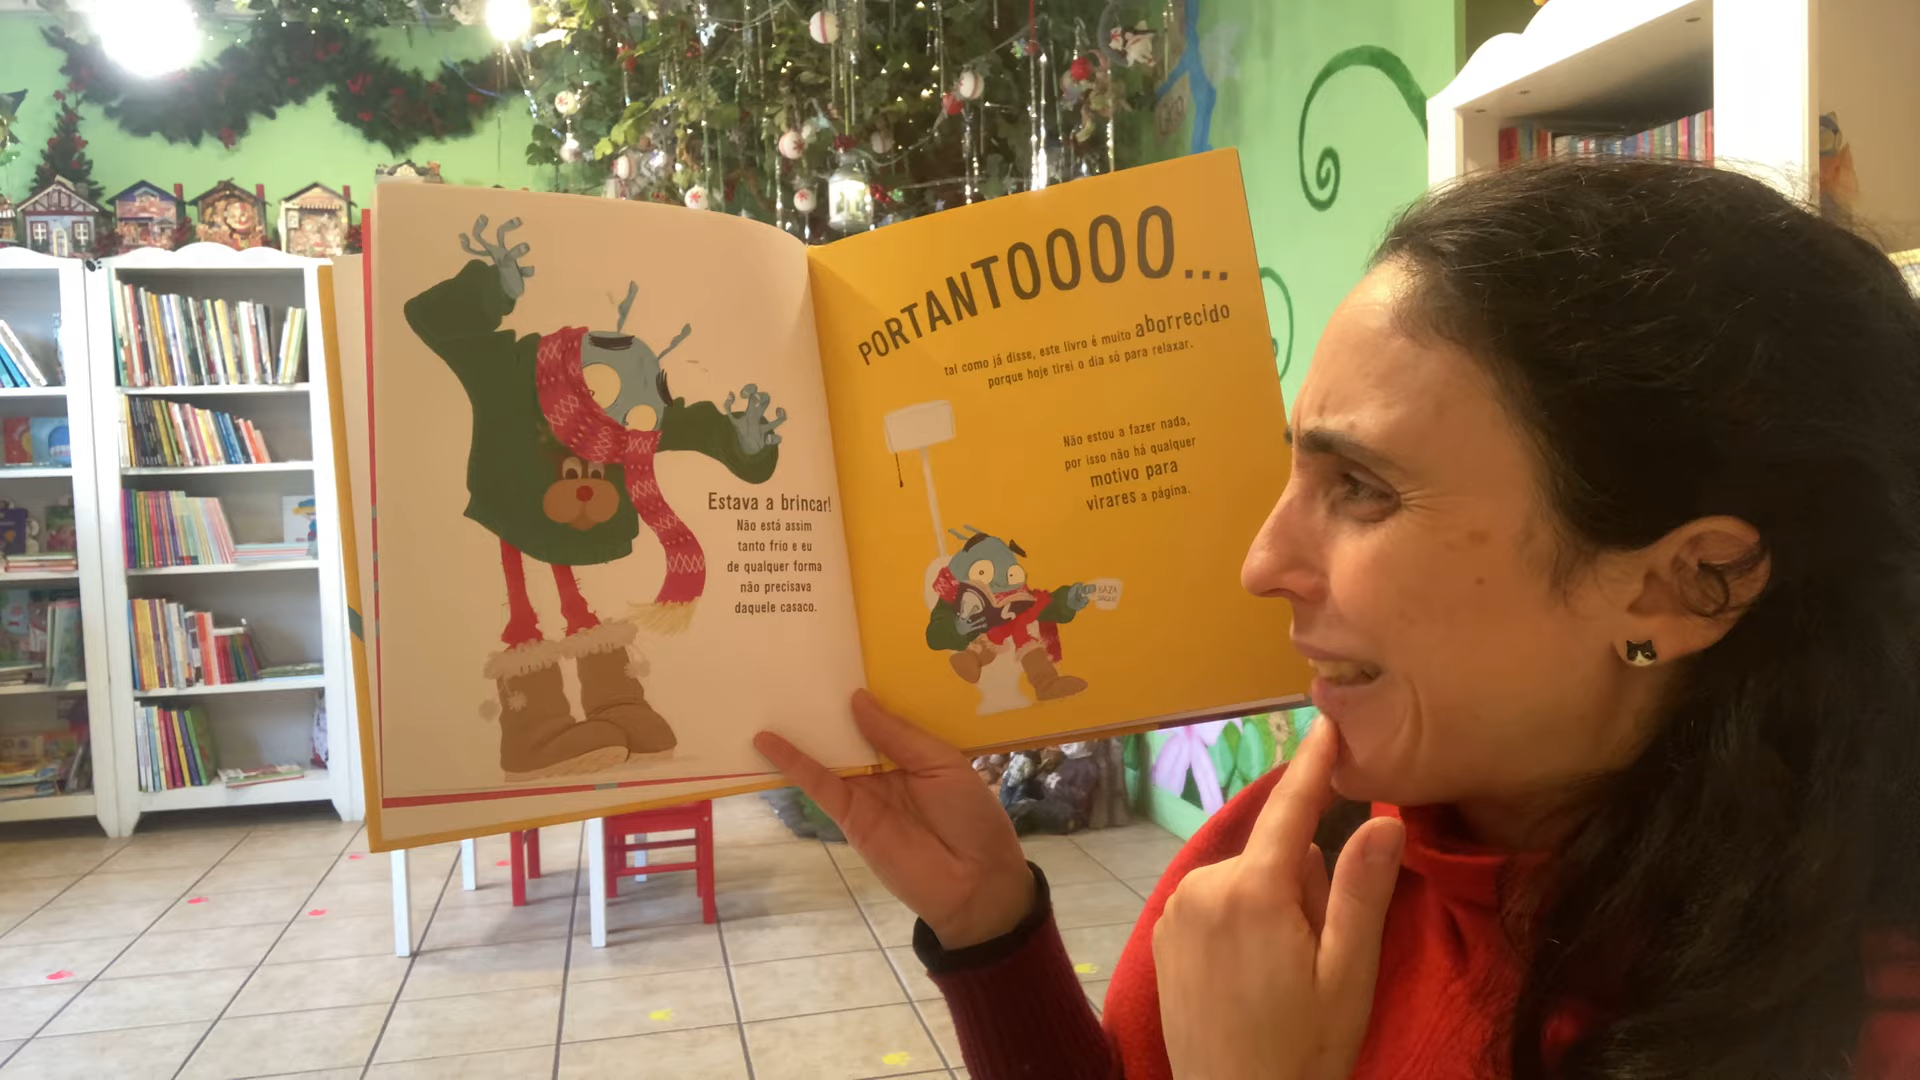 Estava a brincar!
Não está assim
tanto frio e eu
de qualquer forma
não precisava
daquele casaco.
PORTANTOOOO...
tal como já disse, este livro é muito aborrecido
porque hoje tirei o dia só para relaxar.
Não estou a fazer nada,
por isso não há qualquer
motivo para
virares a página.
BAZA
DAQUI